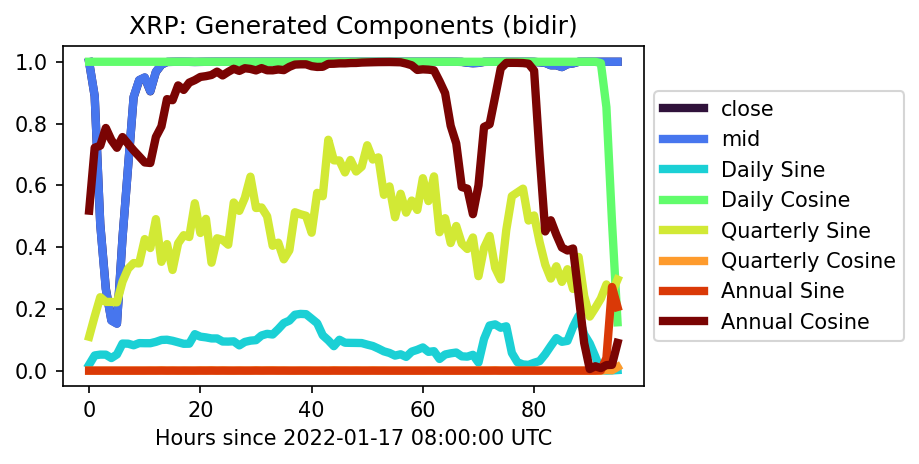 XRP: Generated Components (bidir)
1.0
0.8
0.6
0.4
0.2
0.0
0
20
40
60
80
Hours since 2022-01-17 08:00:00 UTC
close
mid
Daily Sine
Daily Cosine
Quarterly Sine
Quarterly Cosine
Annual Sine
Annual Cosine